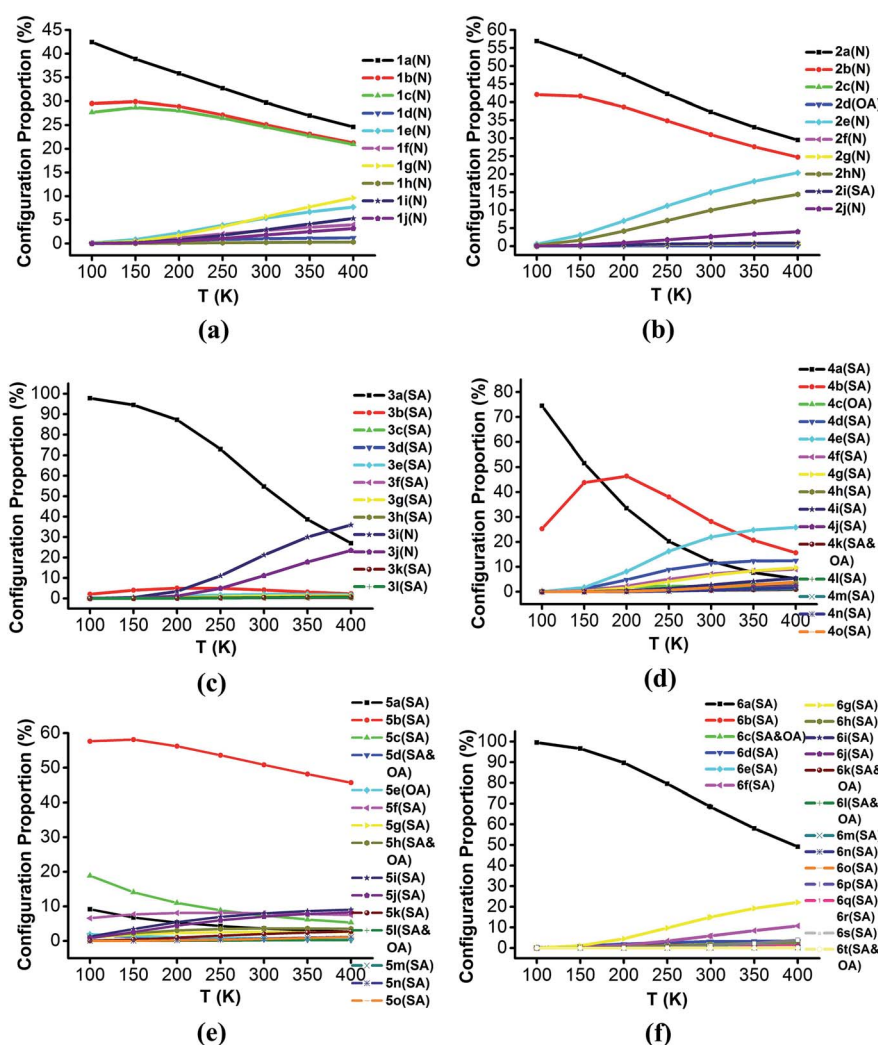 Configuration Proportion (%)
45
40
35
30
25
20
15
10
5
0
100 150 200 250 300 350 400
T (K)
1a(N)
1b(N)
1c(N)
1d(N)
1e(N)
1f(N)
1g(N)
1h(N)
1i(N)
1j(N)
(a)
Configuration Proportion (%)
60
55
50
45
40
35
30
25
20
15
10
5
0
100 150 200 250 300 350 400
T (K)
2a(N)
2b(N)
2c(N)
2d(OA)
2e(N)
2f(N)
2g(N)
2hN)
2i(SA)
2j(N)
(b)
Configuration Proportion (%)
100
90
80
70
60
50
40
30
20
10
0
100 150 200 250 300 350 400
T (K)
3a(SA)
3b(SA)
3c(SA)
3d(SA)
3e(SA)
3f(SA)
3g(SA)
3h(SA)
3i(N)
3j(N)
3k(SA)
3l(SA)
(c)
Configuration Proportion (%)
80
70
60
50
40
30
20
10
0
100 150 200 250 300 350 400
T (K)
4a(SA)
4b(SA)
4c(OA)
4d(SA)
4e(SA)
4f(SA)
4g(SA)
4h(SA)
4i(SA)
4j(SA)
4k(SA&
OA)
4l(SA)
4m(SA)
4n(SA)
4o(SA)
(d)
Configuration Proportion (%)
60
50
40
30
20
10
0
100 150 200 250 300 350 400
T (K)
5a(SA)
5b(SA)
5c(SA)
5d(SA&
OA)
5e(OA)
5f(SA)
5g(SA)
5h(SA&
OA)
5i(SA)
5j(SA)
5k(SA)
5l(SA&
OA)
5m(SA)
5n(SA)
5o(SA)
(e)
Configuration Proportion (%)
100
90
80
70
60
50
40
30
20
10
0
100 150 200 250 300 350 400
T (K)
6a(SA)
6b(SA)
6c(SA&OA)
6d(SA)
6e(SA)
6f(SA)
6g(SA)
6h(SA)
6i(SA)
6j(SA)
6k(SA&
OA)
6l(SA&
OA)
6m(SA)
6n(SA)
6o(SA)
6p(SA)
6q(SA)
6r(SA)
6s(SA)
6t(SA&
OA)
(f)